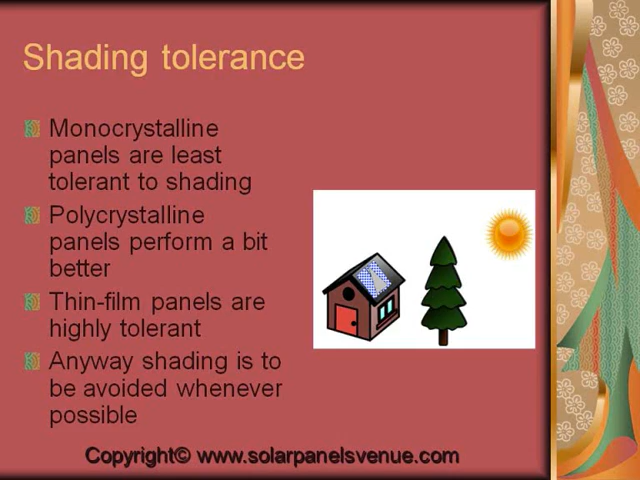 Shading tolerance
Monocrystalline
panels are least
tolerant to shading
Polycrystalline
panels perform a bit
better
Thin-film panels are
highly tolerant
Anyway shading is to
be avoided whenever
possible
Copyright© www.solarpanelsvenue.com